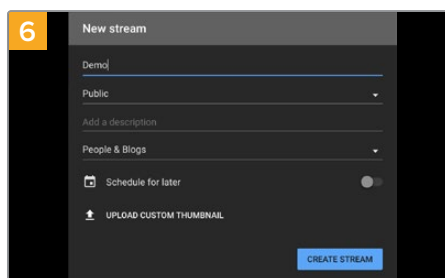 6
New stream
Demo
Public
Add a description
People & Blogs
Schedule for later
UPLOAD CUSTOM THUMBNAIL
CREATE STREAM